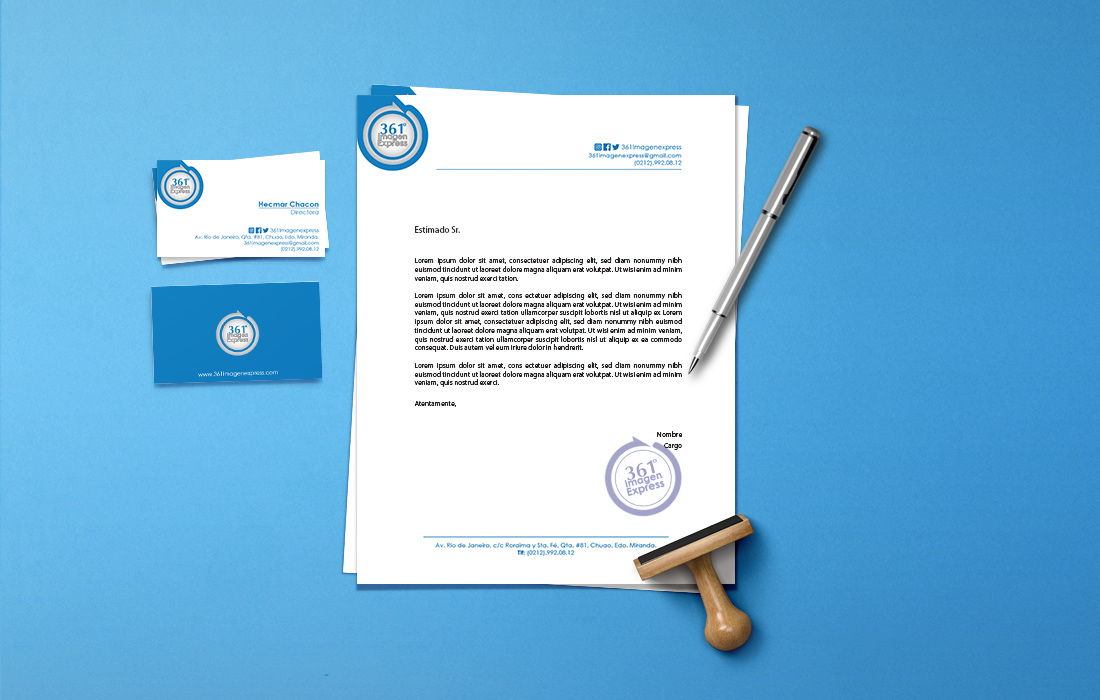 361°
Imagen
Express
Hecmar Chacon
Directora
361imagenexpress
Av. Río de Janeiro, Qta. #81, Chuao, Edo. Miranda.
361imagenexpress@gmail.com
(0212).992.08.12
361°
Imagen
Express
www.361imagenexpress.com
361°
Imagen
Express
361imagenexpress
361imagenexpress@gmail.com
(0212).992.08.12
Estimado Sr.
Lorem ipsum dolor sit amet, consectetuer adipiscing elit, sed diam nonummy nibh
euismod tincidunt ut laoreet dolore magna aliquam erat volutpat. Ut wisi enim ad minim
veniam, quis nostrud exerci tation.
Lorem ipsum dolor sit amet, cons ectetuer adipiscing elit, sed diam nonummy nibh
euismod tincidunt ut laoreet dolore magna aliquam erat volutpat. Ut wisi enim ad minim
veniam, quis nostrud exerci tation ullamcorper suscipit lobortis nisl ut aliquip ex Lorem
ipsum dolor sit amet, consectetuer adipiscing elit, sed diam nonummy nibh euismod
tincidunt ut laoreet dolore magna aliquam erat volutpat. Ut wisi enim ad minim veniam,
quis nostrud exerci tation ullamcorper suscipit lobortis nisl ut aliquip ex ea commodo
consequat. Duis autem vel eum iriure dolor in hendrerit.
Lorem ipsum dolor sit amet, cons ectetuer adipiscing elit, sed diam nonummy nibh
euismod tincidunt ut laoreet dolore magna aliquam erat volutpat. Ut wisi enim ad minim
veniam, quis nostrud exerci.
Atentamente,
Nombre
Cargo
361°
Imagen
Express
Av. Río de Janeiro, c/c Roraima y Sta. Fé, Qta. #81, Chuao, Edo. Miranda.
Tlf: (0212).992.08.12